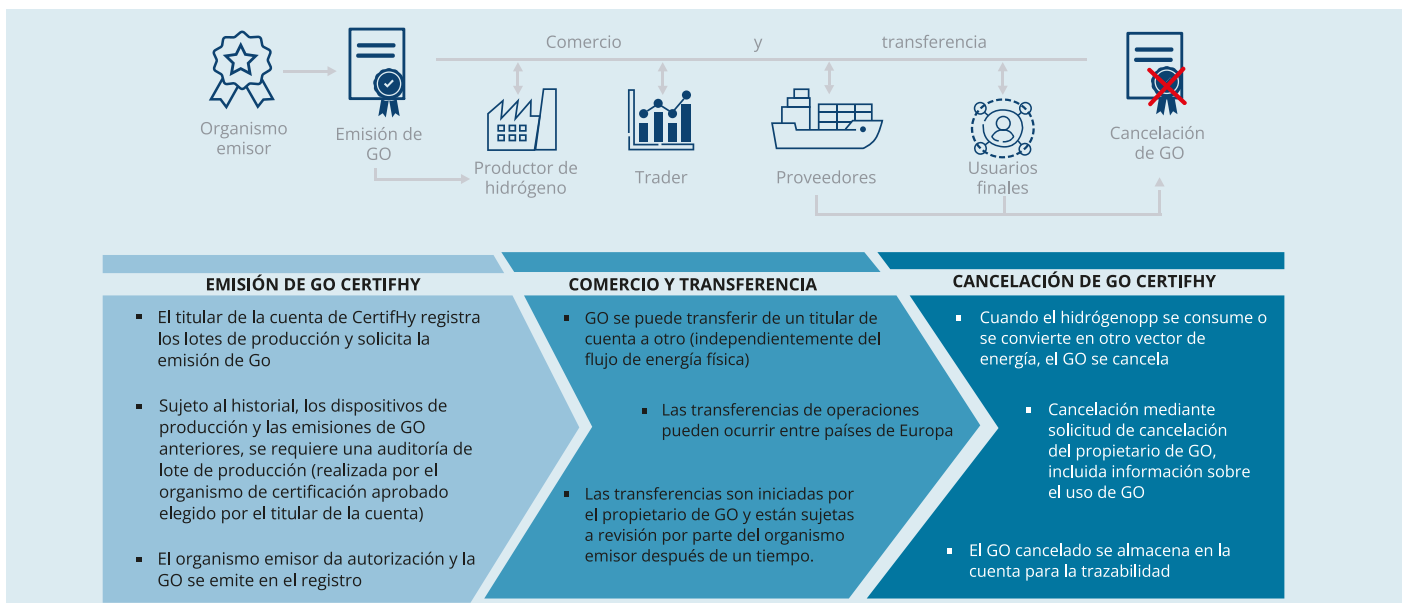 Comercio y transferencia
Organismo
emisor
Emisión de
GO
Productor de
hidrógeno
Trader
Proveedores
Usuarios
finales
Cancelación
de GO
EMISIÓN DE GO CERTIFHY
▪ El titular de la cuenta de CertifHy registra
los lotes de producción y solicita la
emisión de Go
▪ Sujeto al historial, los dispositivos de
producción y las emisiones de GO
anteriores, se requiere una auditoría de
lote de producción (realizada por el
organismo de certificación aprobado
elegido por el titular de la cuenta)
▪ El organismo emisor da autorización y la
GO se emite en el registro
COMERCIO Y TRANSFERENCIA
▪ GO se puede transferir de un titular de
cuenta a otro (independientemente del
flujo de energía física)
▪ Las transferencias de operaciones
pueden ocurrir entre países de Europa
▪ Las transferencias son iniciadas por
el propietario de GO y están sujetas
a revisión por parte del organismo
emisor después de un tiempo.
CANCELACIÓN DE GO CERTIFHY
▪ Cuando el hidrógenopp se consume o
se convierte en otro vector de
energía, el GO se cancela
▪ Cancelación mediante
solicitud de cancelación
del propietario de GO,
incluida información sobre
el uso de GO
▪ El GO cancelado se almacena en la
cuenta para la trazabilidad